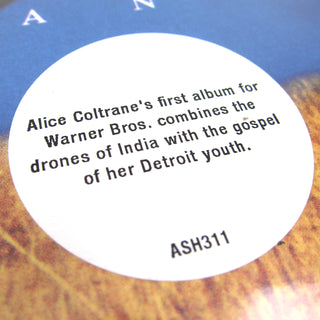 A N
Alice Coltrane's first album for
Warner Bros. combines the
drones of India with the gospel
of her Detroit youth.
ASH311